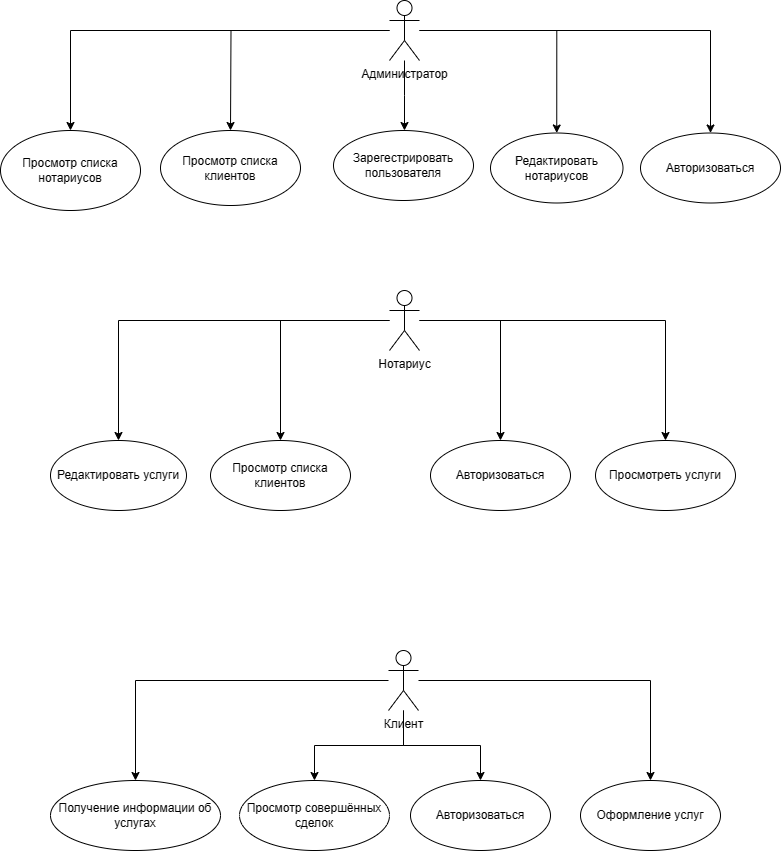 Администратор
Просмотр списка
нотариусов
Просмотр списка
клиентов
Зарегестрировать
пользователя
Редактировать
нотариусов
Авторизоваться
Нотариус
Редактировать услуги
Просмотр списка
клиентов
Авторизоваться
Просмотреть услуги
Клиент
Получение информации об
услугах
Просмотр совершённых
сделок
Авторизоваться
Оформление услуг